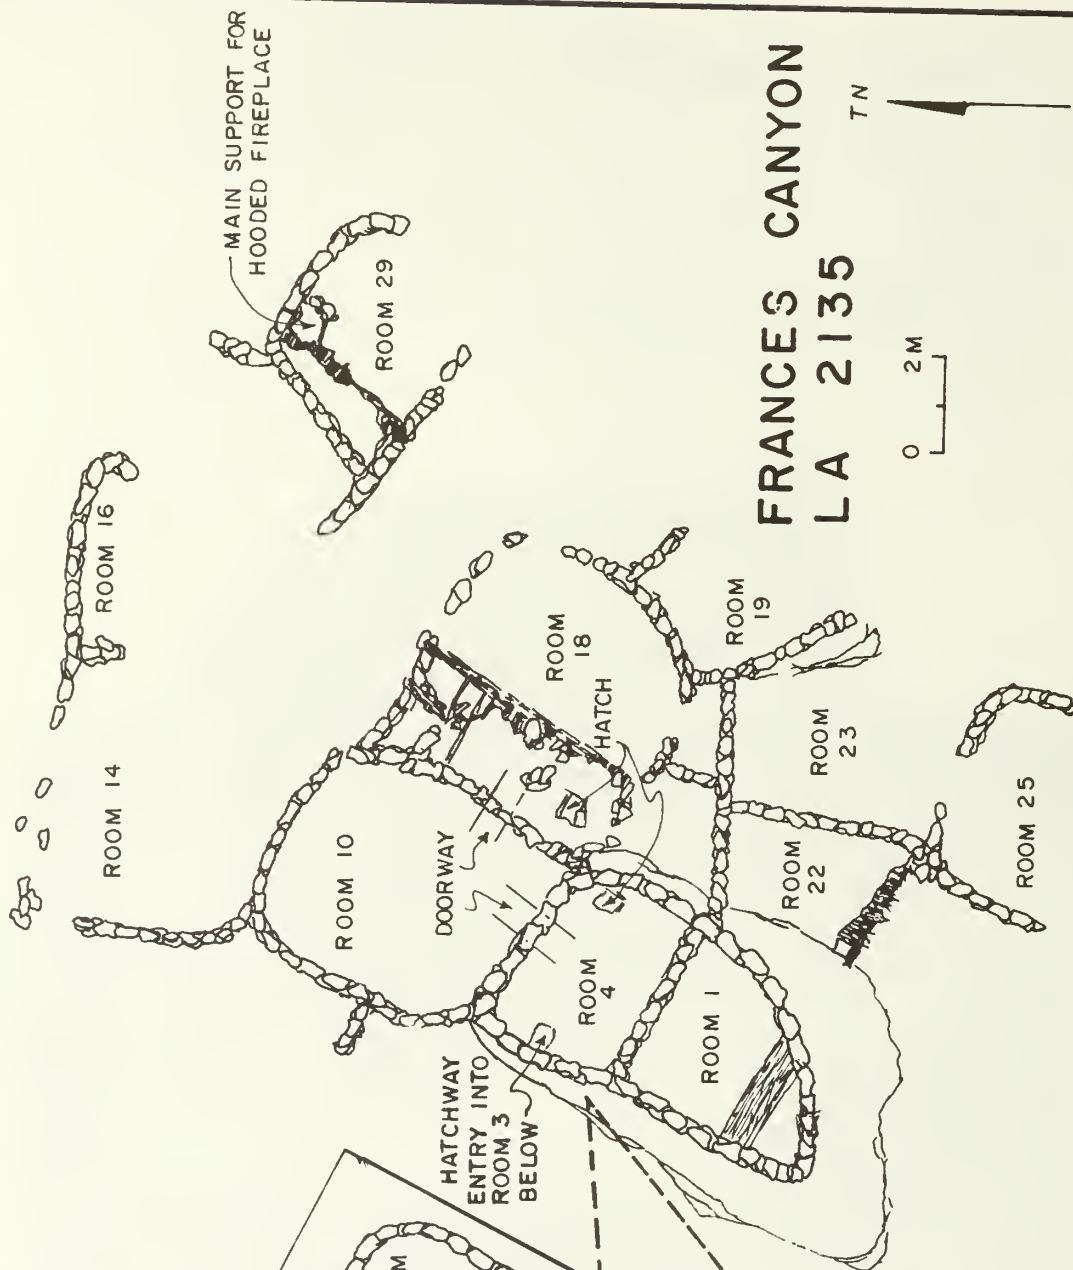 ROOM 14
ROOM 16
MAIN SUPPORT FOR
HOODED FIREPLACE
ROOM 10
ROOM 29
M
DOORWAY
HATCHWAY
ENTRY INTO
ROOM 3
BELOW
ROOM
4
ROOM
18
HATCH
ROOM 1
ROOM
19
ROOM
22
ROOM
23
FRANCES CANYON
LA 2135
TN
0 2M
ROOM 25